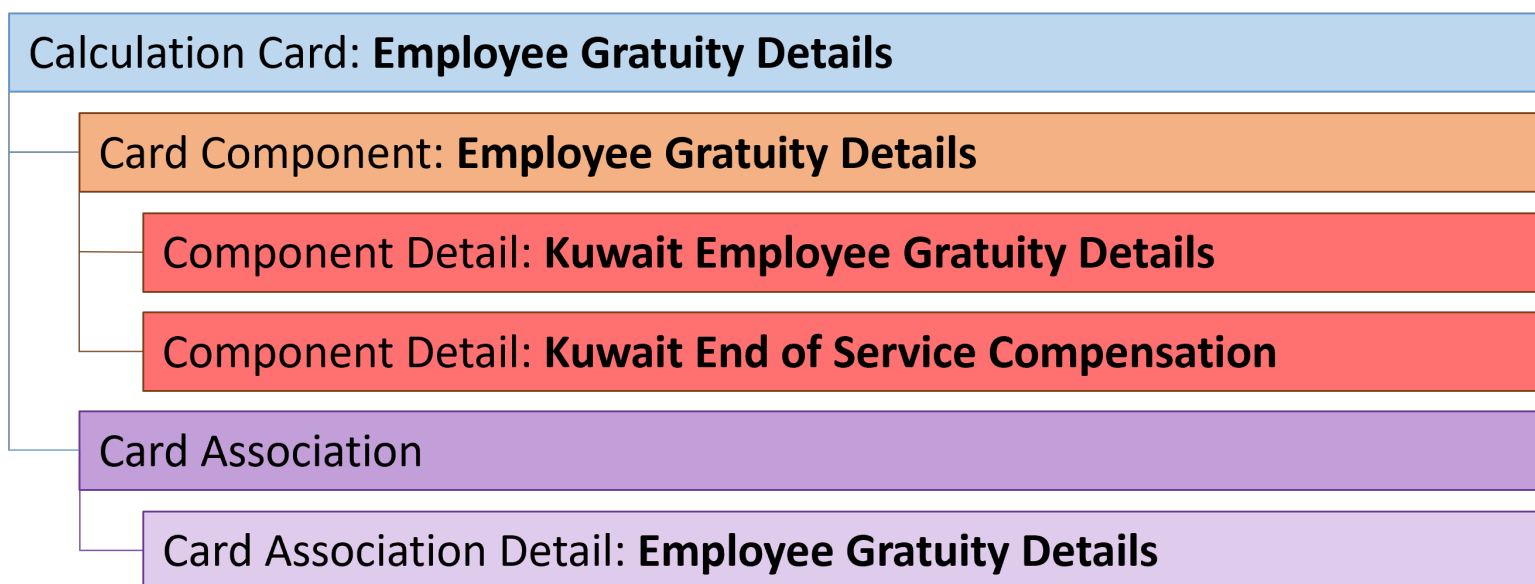 Calculation Card: Employee Gratuity Details
Card Component: Employee Gratuity Details
Component Detail: Kuwait Employee Gratuity Details
Component Detail: Kuwait End of Service Compensation
Card Association
Card Association Detail: Employee Gratuity Details